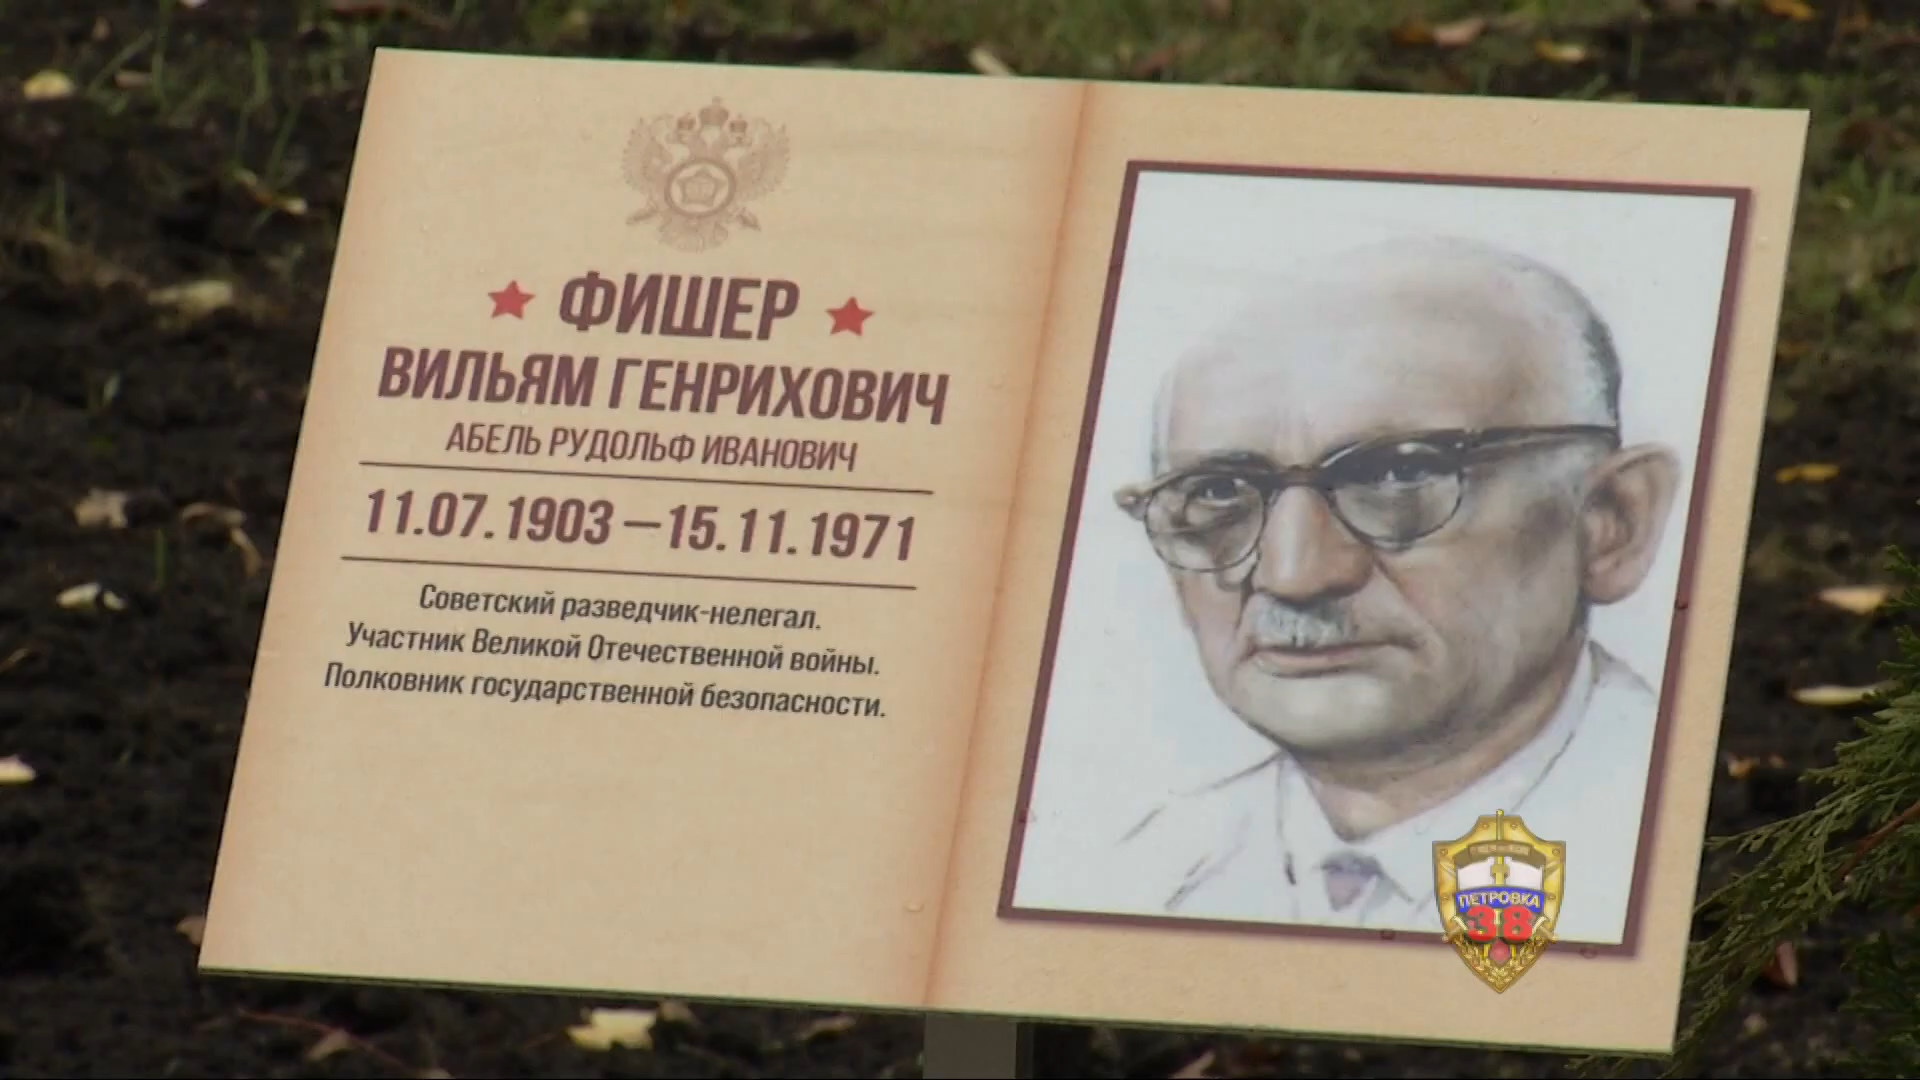 ФИШЕР
ВИЛЬЯМ ГЕНРИХОВИЧ
АБЕЛЬ РУДОЛЬФ ИВАНОВИЧ
11.07.1903 – 15.11.1971
Советский разведчик-нелегал.
Участник Великой Отечественной войны.
Полковник государственной безопасности.
ПЕТРОВКА
38